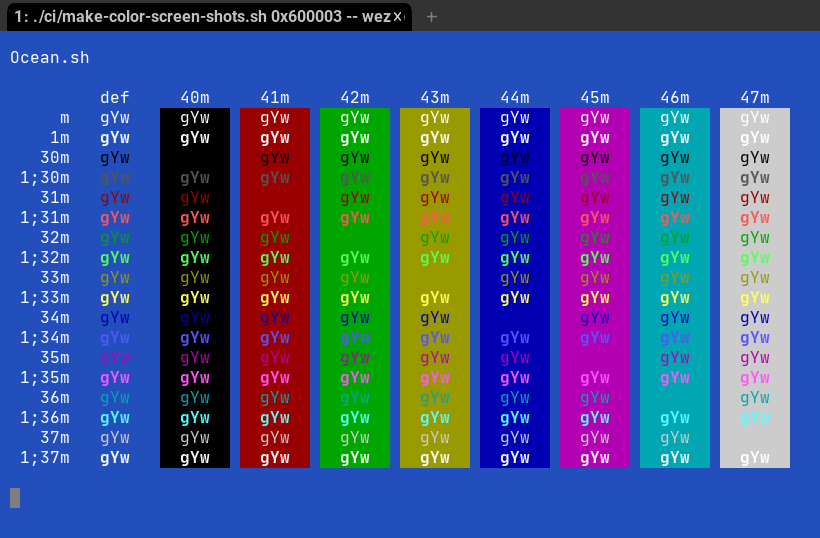 1: ./ci/make-color-screen-shots.sh 0x600003 -- wez × +
Ocean.sh
def 40m 41m 42m 43m 44m 45m 46m 47m
m gYw gYw gYw gYw gYw gYw gYw gYw gYw
1m gYw gYw gYw gYw gYw gYw gYw gYw gYw
30m gYw gYw gYw gYw gYw gYw gYw gYw
1;30m gYw gYw gYw gYw gYw gYw gYw gYw gYw
31m gYw gYw gYw gYw gYw gYw gYw gYw
1;31m gYw gYw gYw gYw gYw gYw gYw gYw gYw
32m gYw gYw gYw gYw gYw gYw gYw gYw
1;32m gYw gYw gYw gYw gYw gYw gYw gYw gYw
33m gYw gYw gYw gYw gYw gYw gYw gYw
1;33m gYw gYw gYw gYw gYw gYw gYw gYw gYw
34m gYw gYw gYw gYw gYw gYw gYw gYw
1;34m gYw gYw gYw gYw gYw gYw gYw gYw gYw
35m gYw gYw gYw gYw gYw gYw gYw gYw
1;35m gYw gYw gYw gYw gYw gYw gYw gYw gYw
36m gYw gYw gYw gYw gYw gYw gYw gYw
1;36m gYw gYw gYw gYw gYw gYw gYw gYw gYw
37m gYw gYw gYw gYw gYw gYw gYw gYw
1;37m gYw gYw gYw gYw gYw gYw gYw gYw gYw